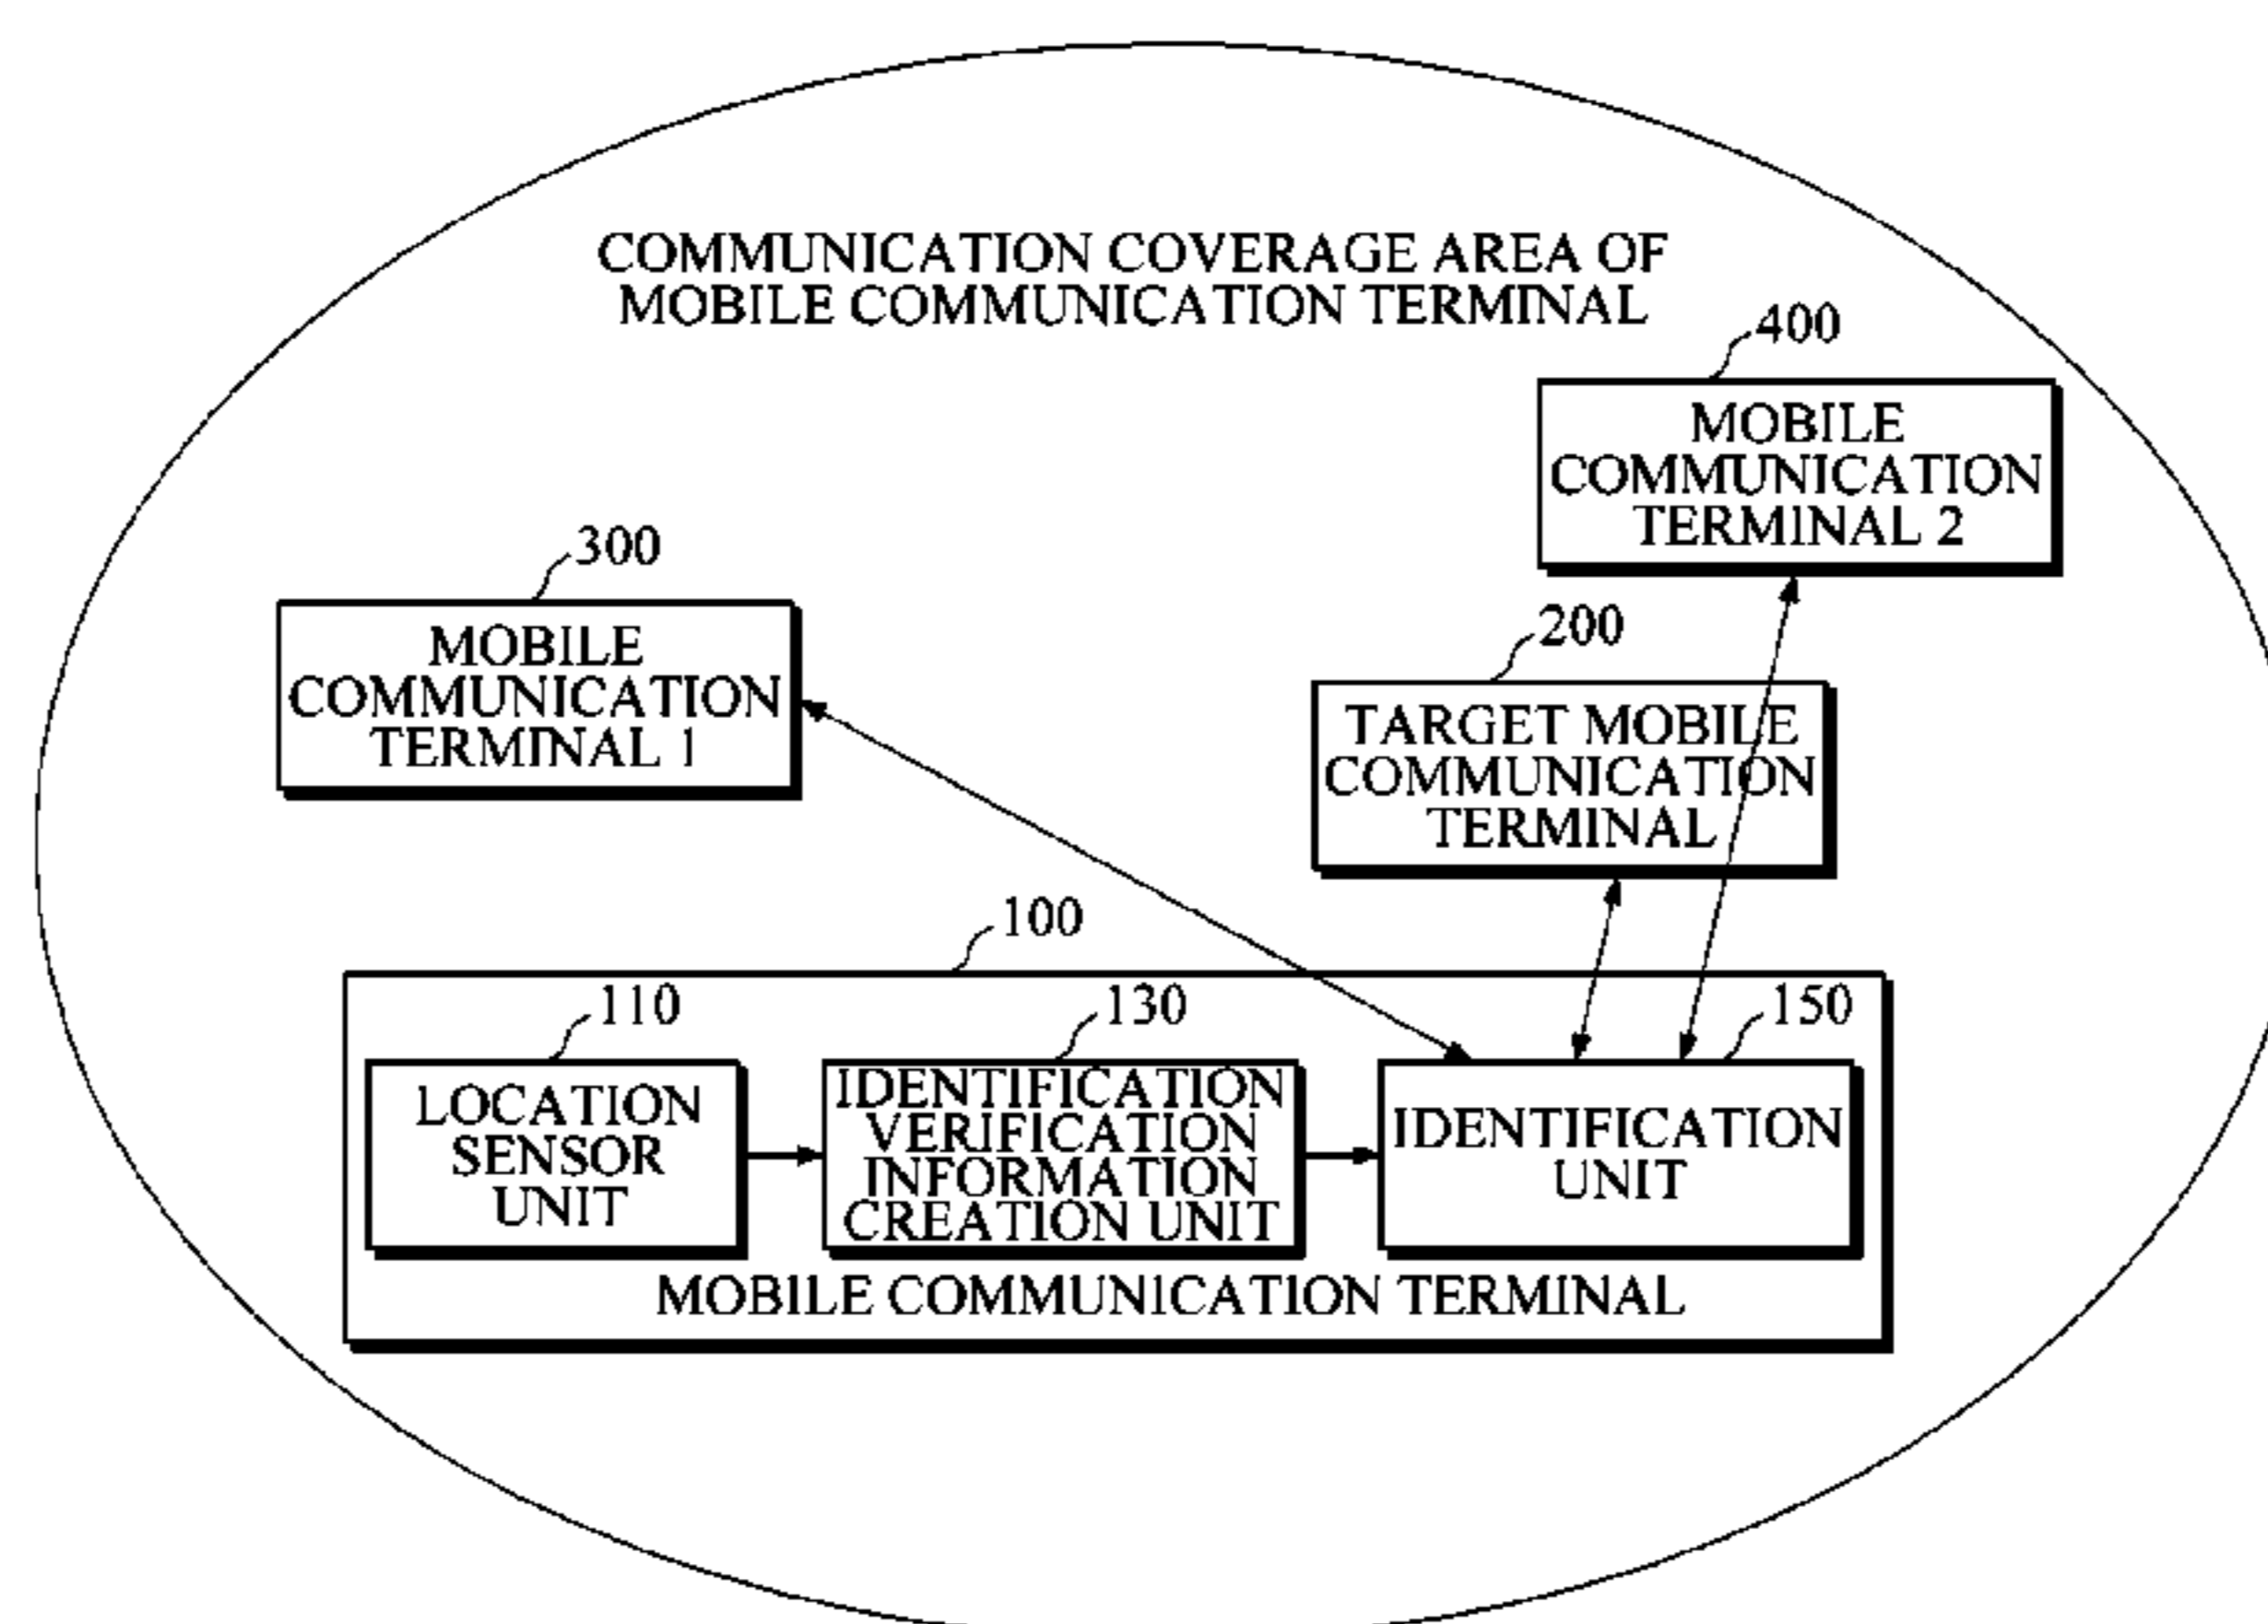 COMMUNICATION COVERAGE AREA OF
MOBILE COMMUNICATION TERMINAL
400
MOBILE
COMMUNICATION
TERMINAL 2
300
MOBILE
COMMUNICATION
TERMINAL 1
200
TARGET MOBILE
COMMUNICATION
TERMINAL
100
110
LOCATION
SENSOR
UNIT
130
IDENTIFICATION
VERIFICATION
INFORMATION
CREATION UNIT
150
IDENTIFICATION
UNIT
MOBILE COMMUNICATION TERMINAL